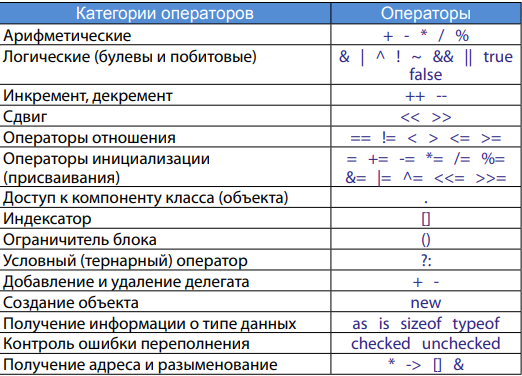 Категории операторов Операторы
Арифметические + - * / %
Логические (булевы и побитовые) & | ^ ! ~ && || true
false
Инкремент, декремент ++ --
Сдвиг << >>
Операторы отношения == != < > <= >=
Операторы инициализации = += -= *= /= %=
(присваивания) &= |= ^= <<= >>=
Доступ к компоненту класса (объекта) .
Индексатор []
Ограничитель блока ()
Условный (тернарный) оператор ?:
Добавление и удаление делегата + -
Создание объекта new
Получение информации о типе данных as is sizeof typeof
Контроль ошибки переполнения checked unchecked
Получение адреса и разыменование * -> [] &